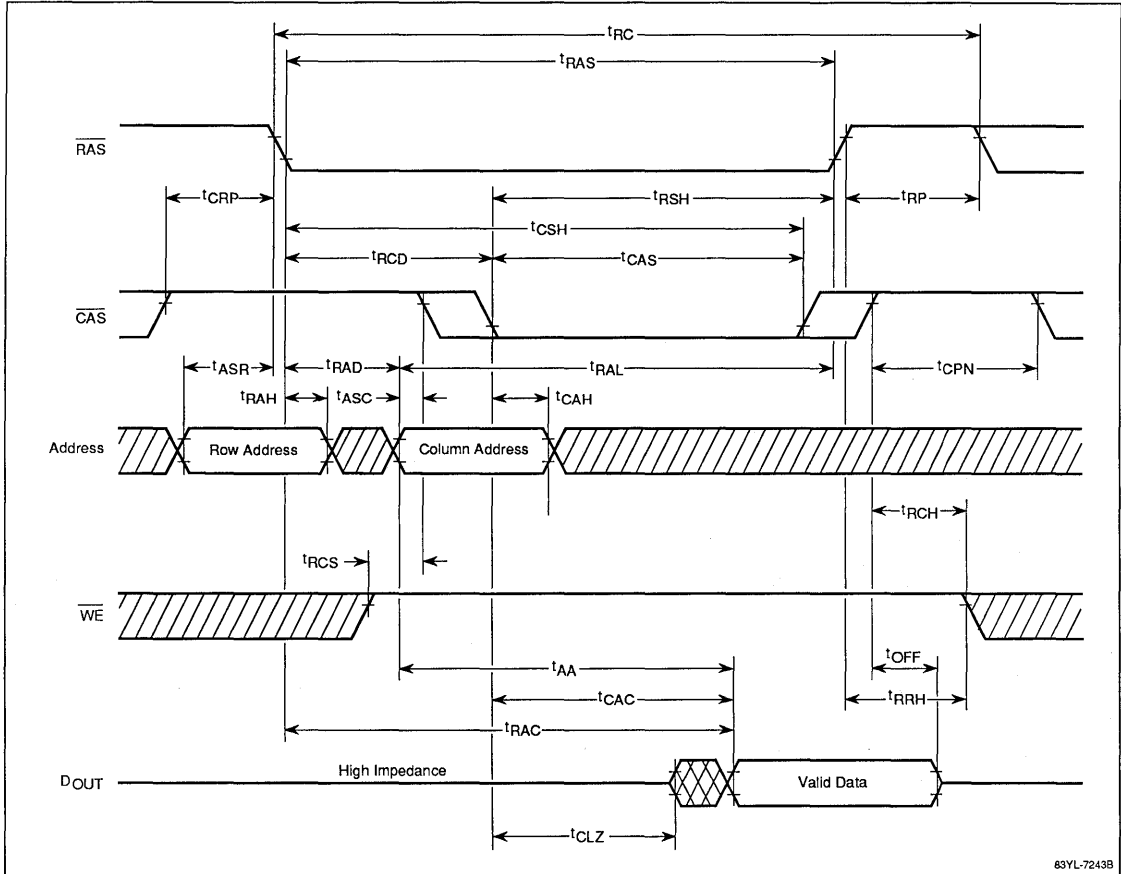 tRC
tRAS
RAS
tCRP
tRSH
tRP
tCSH
tRCD
tCAS
CAS
tASR
tRAD
tRAL
tCPN
tRAH
tASC
tCAH
Address
Row Address
Column Address
tRCH
tRCS
WE
tAA
tOFF
tCAC
tRRH
tRAC
High Impedance
DOUT
Valid Data
tCLZ
83YL-7243B